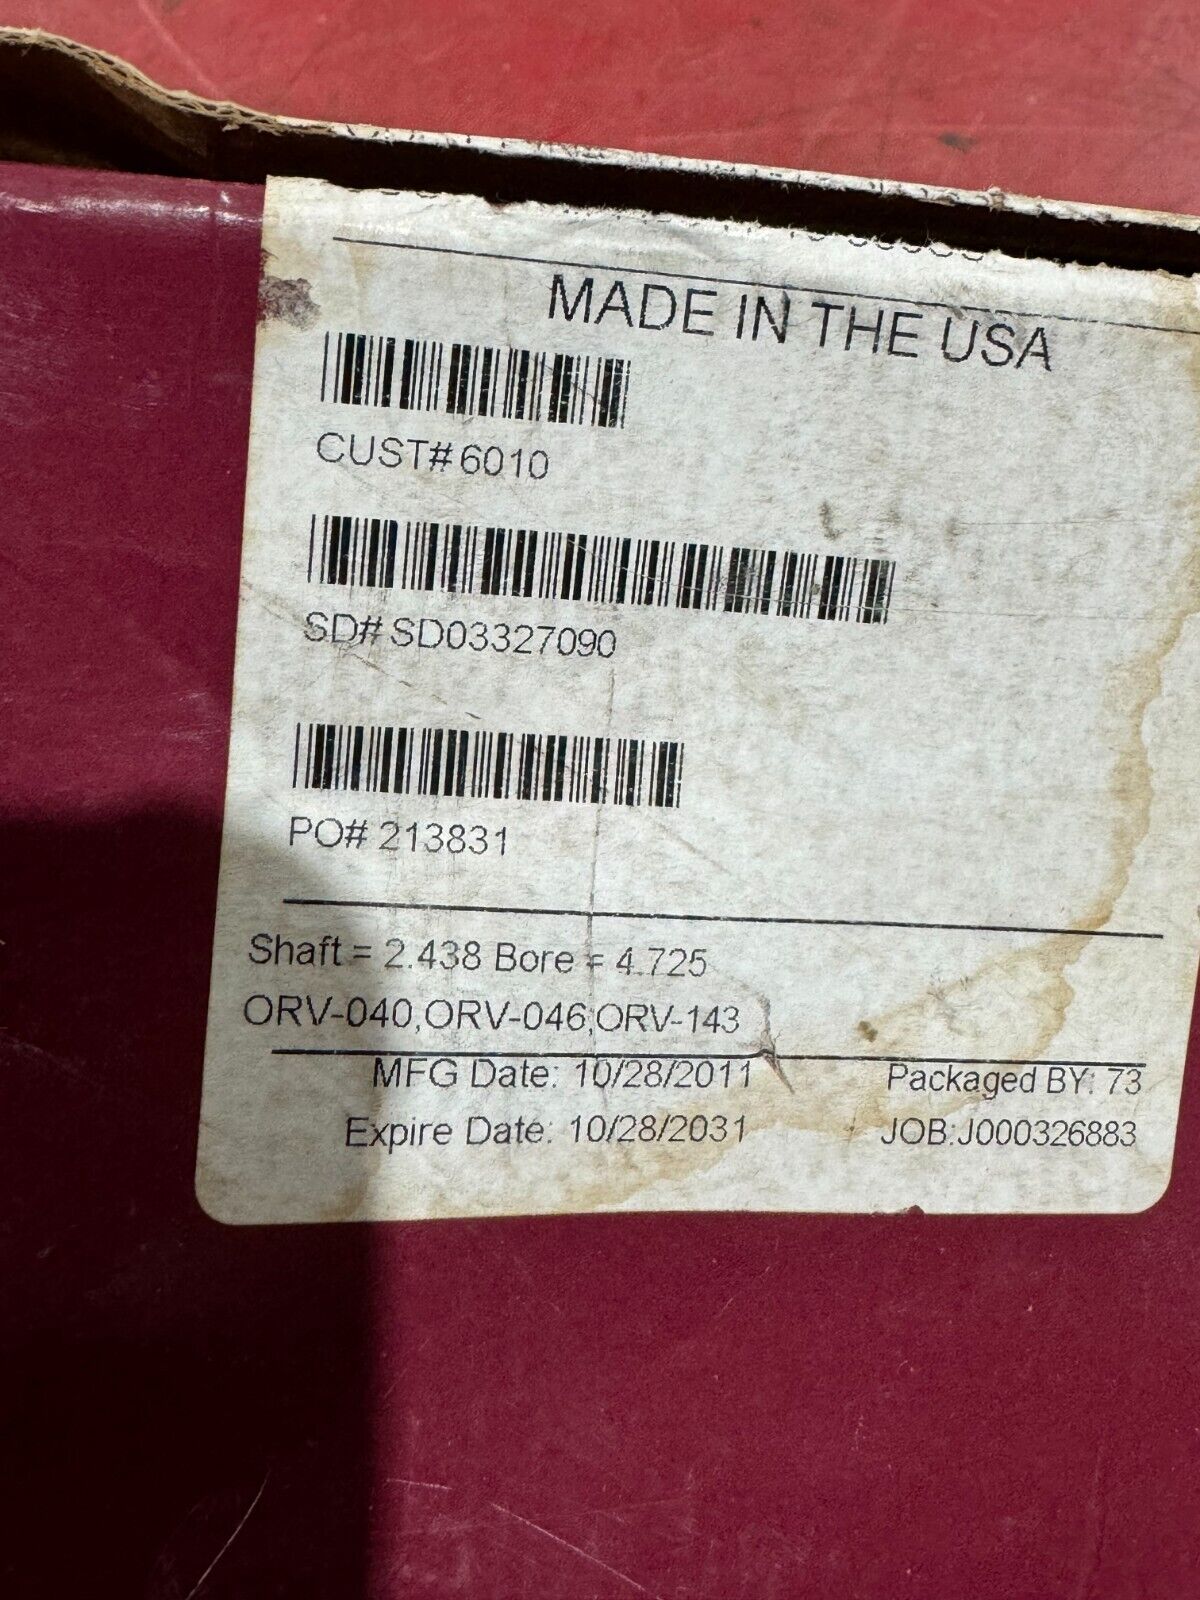 MADE IN THE USA
CUST# 6010
SD# SD03327090
PO# 213831
Shaft = 2.438 Bore = 4.725
ORV-040,ORV-046,ORV-143
MFG Date: 10/28/2011 Packaged BY: 73
Expire Date: 10/28/2031 JOB:J000326883